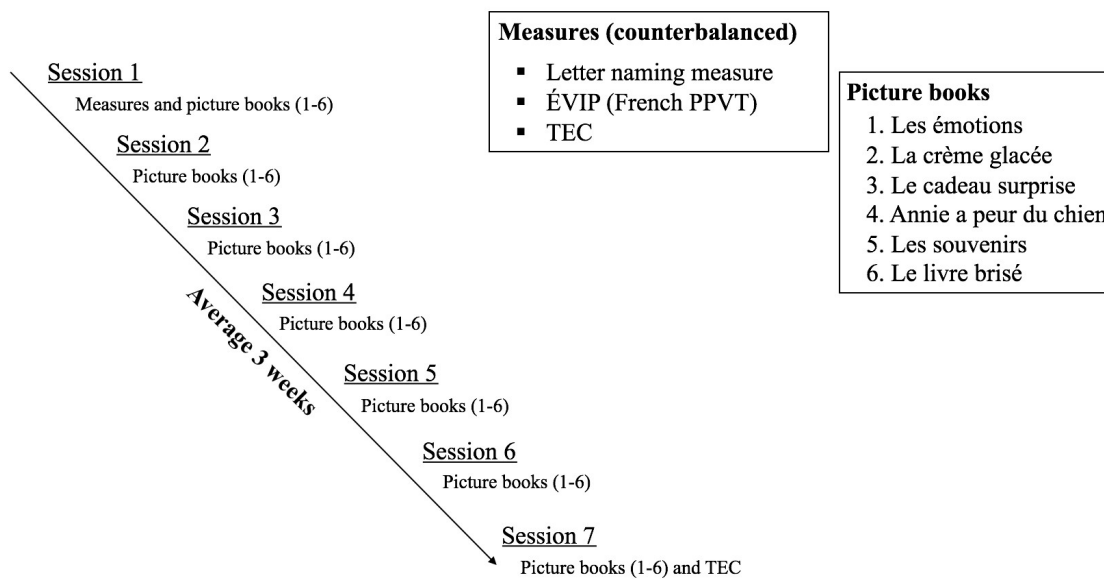 Measures (counterbalanced)
▪ Letter naming measure
▪ ÉVIP (French PPVT)
▪ TEC
Picture books
1. Les émotions
2. La crème glacée
3. Le cadeau surprise
4. Annie a peur du chien
5. Les souvenirs
6. Le livre brisé
Session 1
Measures and picture books (1-6)
Session 2
Picture books (1-6)
Session 3
Picture books (1-6)
Session 4
Picture books (1-6)
Average 3 weeks
Session 5
Picture books (1-6)
Session 6
Picture books (1-6)
Session 7
Picture books (1-6) and TEC